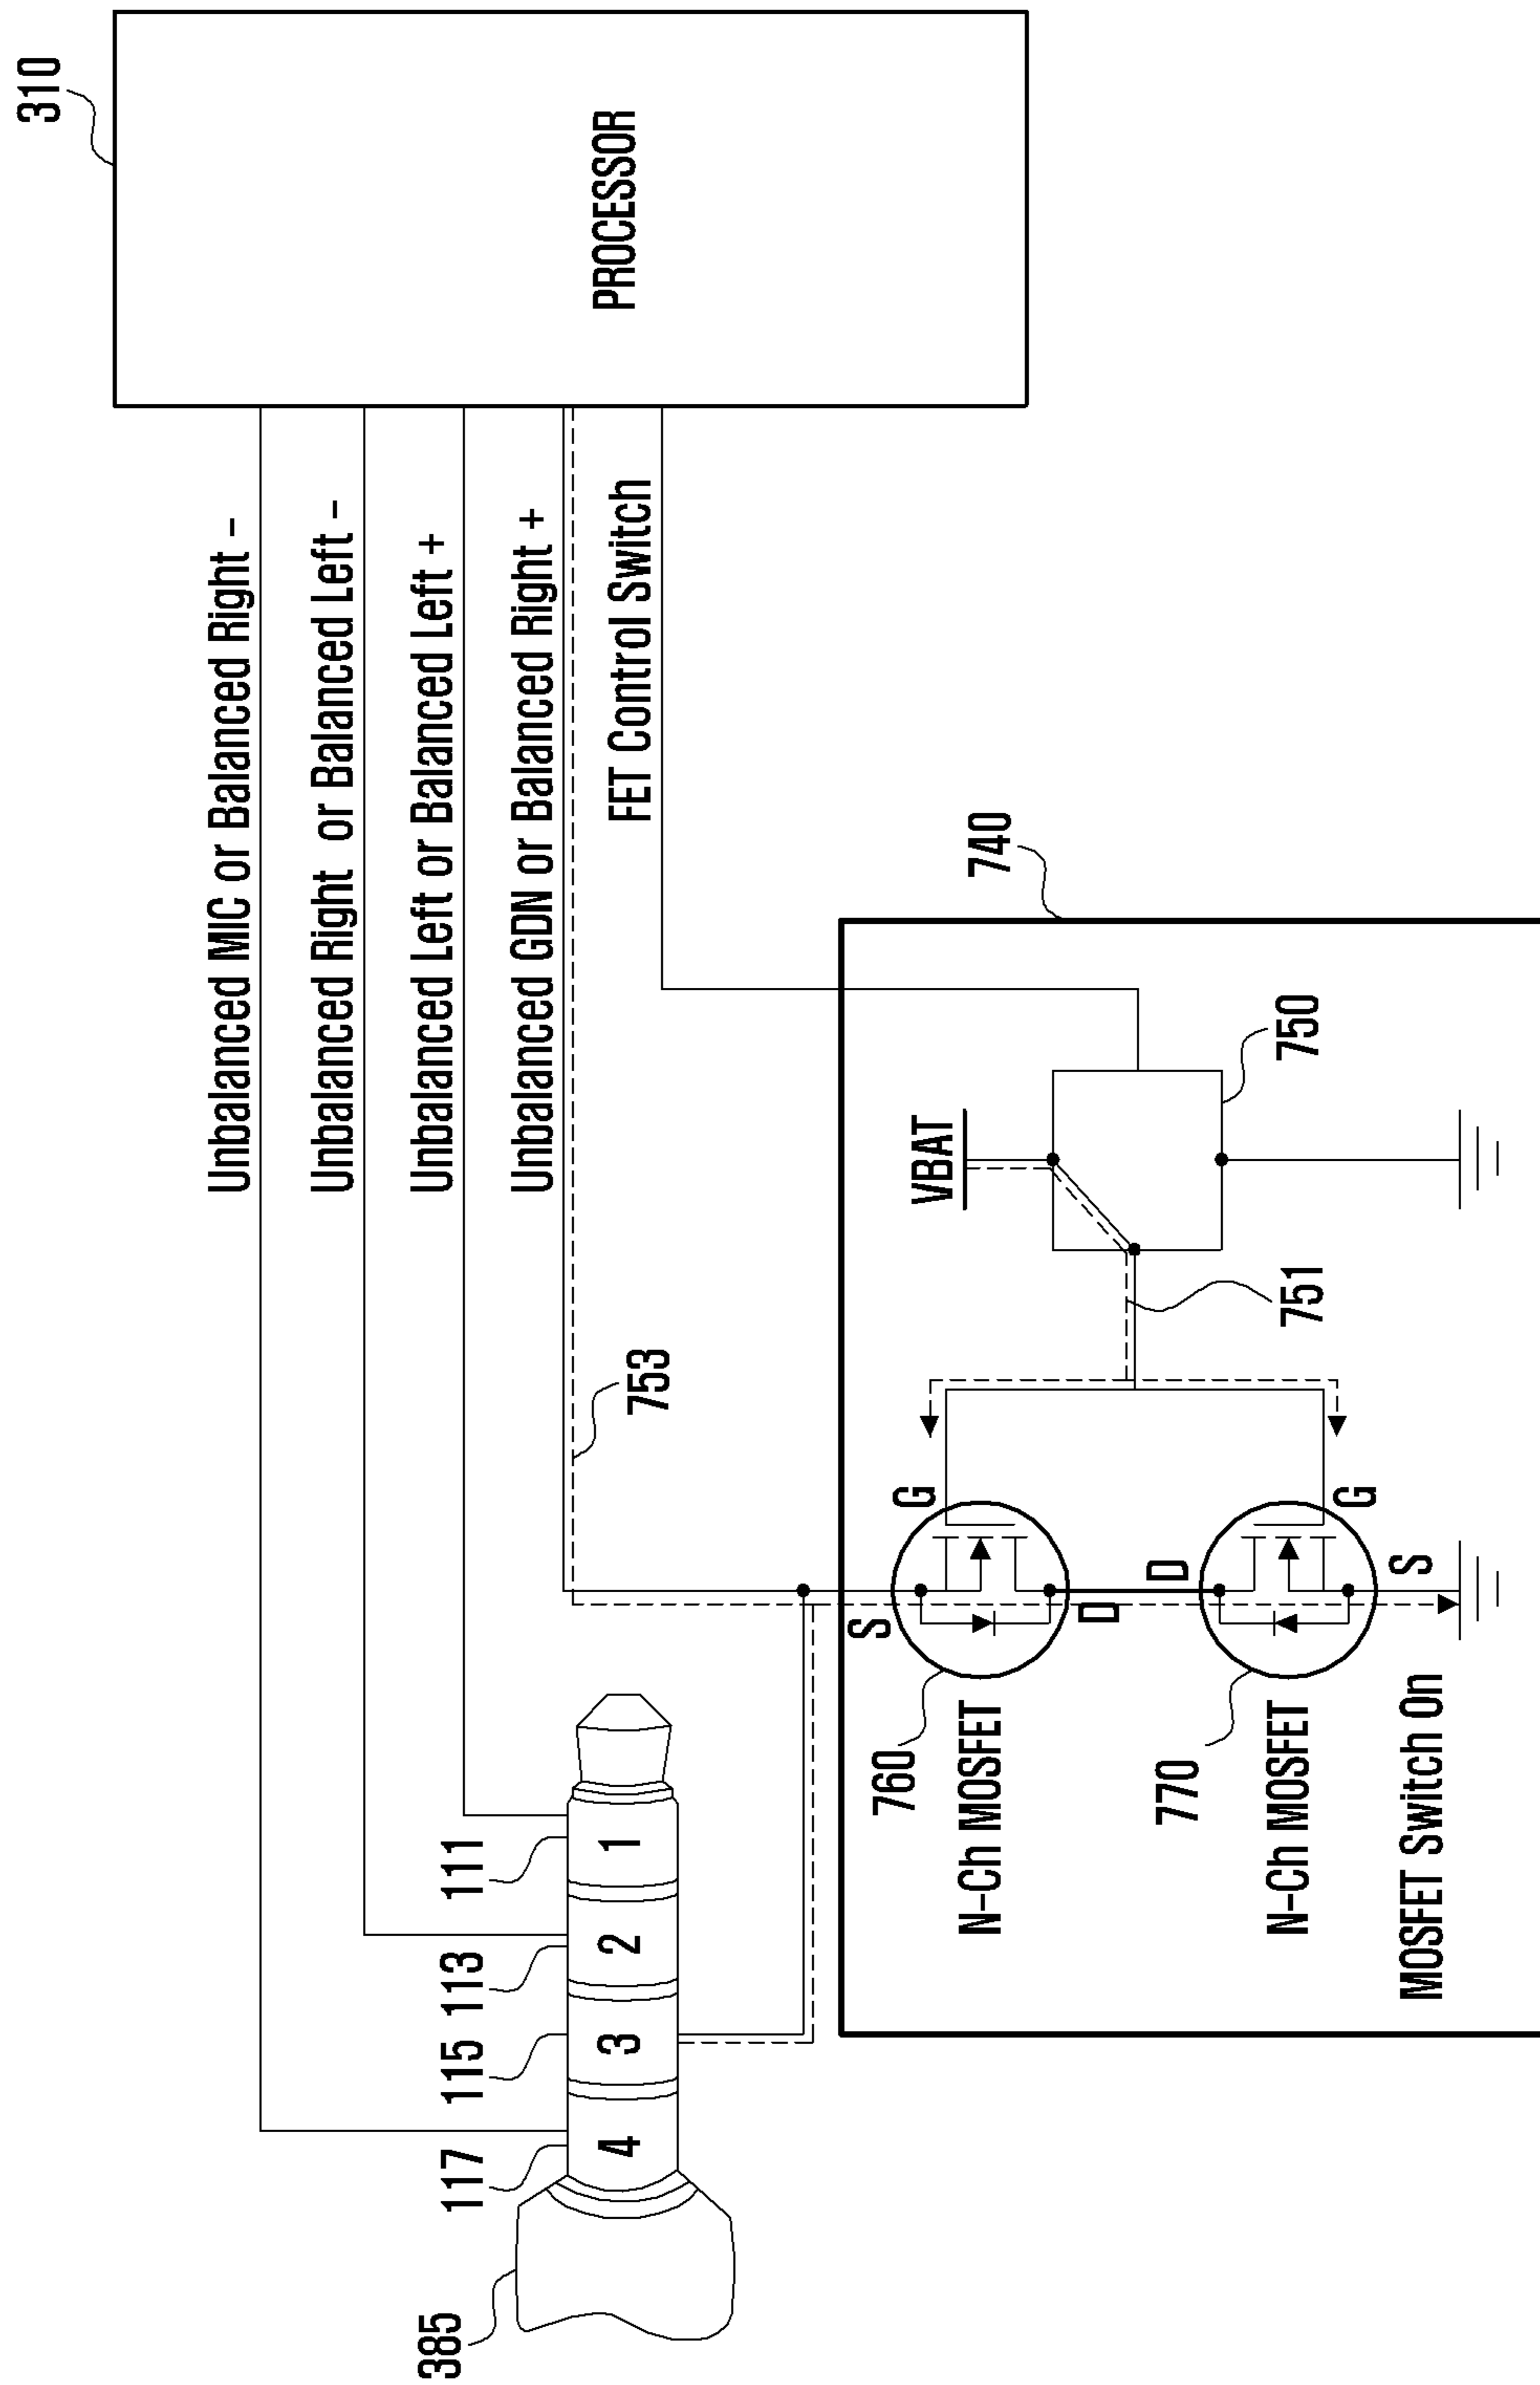 310
PROCESSOR
Unbalanced MIC or Balanced Right -
Unbalanced Right or Balanced Left -
Unbalanced Left or Balanced Left +
Unbalanced GDN or Balanced Right +
FET Control Switch
753
385
117
115
113
111
4
3
2
1
740
VBAT
750
751
G
S
D
D
G
S
760
N-Ch MOSFET
770
N-Ch MOSFET
MOSFET Switch On